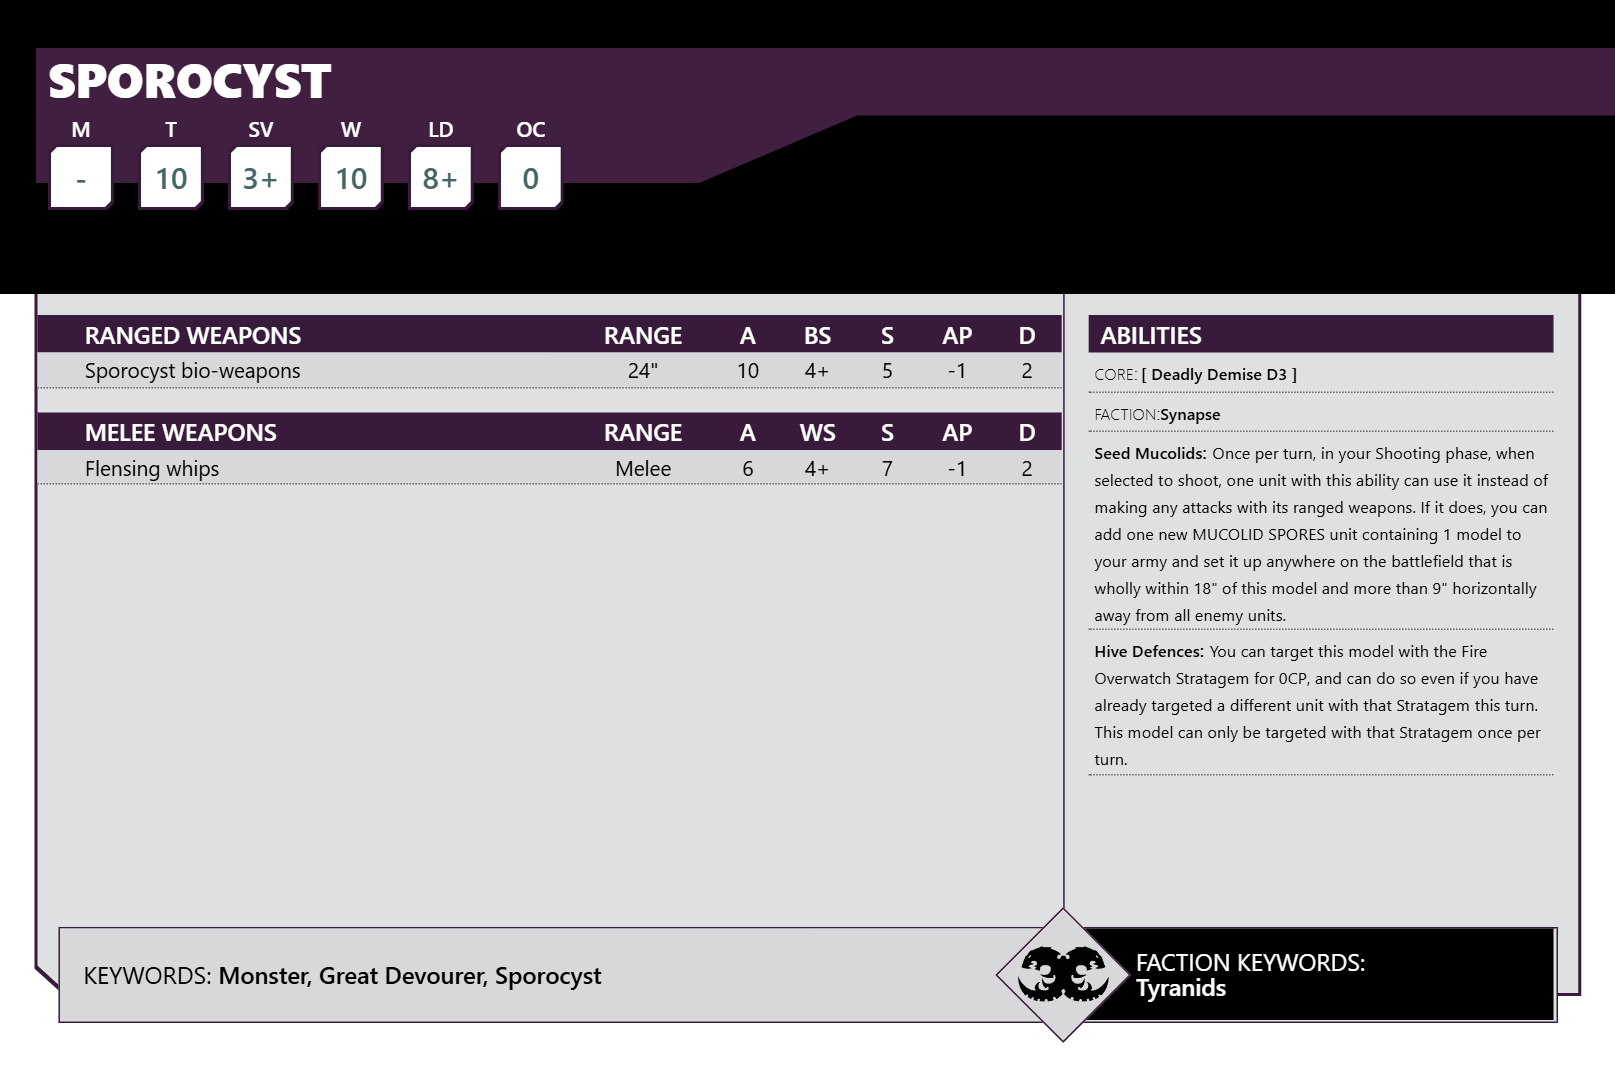 SPOROCYST
M T SV W LD OC
- 10 3+ 10 8+ 0
RANGED WEAPONS RANGE A BS S AP D
Sporocyst bio-weapons 24" 10 4+ 5 -1 2
MELEE WEAPONS RANGE A WS S AP D
Flensing whips Melee 6 4+ 7 -1 2
ABILITIES
CORE: [ Deadly Demise D3 ]
FACTION:Synapse
Seed Mucolids: Once per turn, in your Shooting phase, when
selected to shoot, one unit with this ability can use it instead of
making any attacks with its ranged weapons. If it does, you can
add one new MUCOLID SPORES unit containing 1 model to
your army and set it up anywhere on the battlefield that is
wholly within 18" of this model and more than 9" horizontally
away from all enemy units.
Hive Defences: You can target this model with the Fire
Overwatch Stratagem for 0CP, and can do so even if you have
already targeted a different unit with that Stratagem this turn.
This model can only be targeted with that Stratagem once per
turn.
KEYWORDS: Monster, Great Devourer, Sporocyst
FACTION KEYWORDS:
Tyranids